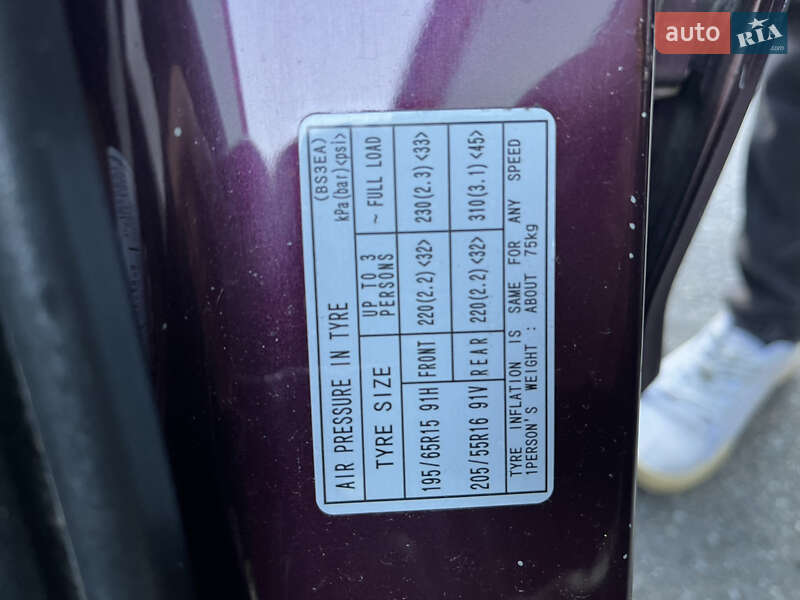 auto RIA
AIR PRESSURE IN TYRE
(BS3EA)
kPa(bar)<psi>
TYRE SIZE
UP TO 3 PERSONS
~ FULL LOAD
195/65R15 91H
FRONT
220(2.2)<32>
230(2.3)<33>
205/55R16 91V
REAR
220(2.2)<32>
310(3.1)<45>
TYRE INFLATION IS SAME FOR ANY SPEED
1PERSON'S WEIGHT : ABOUT 75kg